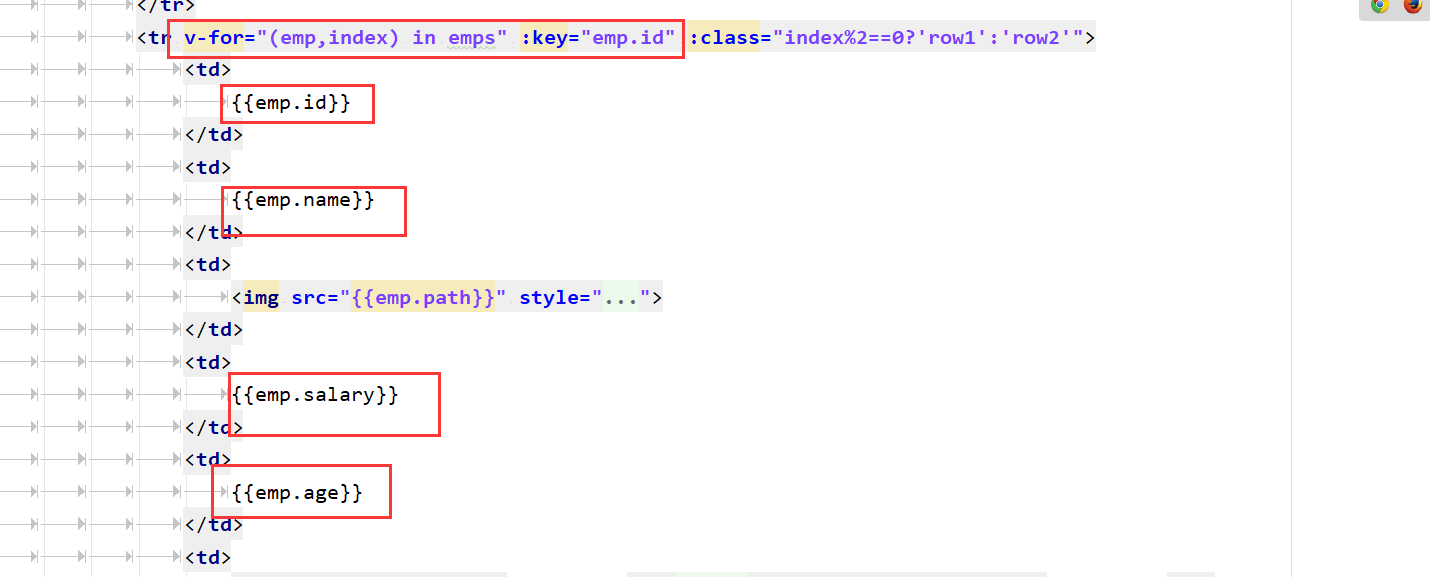 </tr>
<tr v-for="(emp,index) in emps" :key="emp.id" :class="index%2==0?'row1':'row2'">
<td>
{{emp.id}}
</td>
<td>
{{emp.name}}
</td>
<td>
<img src="{{emp.path}}" style="...">
</td>
<td>
{{emp.salary}}
</td>
<td>
{{emp.age}}
</td>
<td>